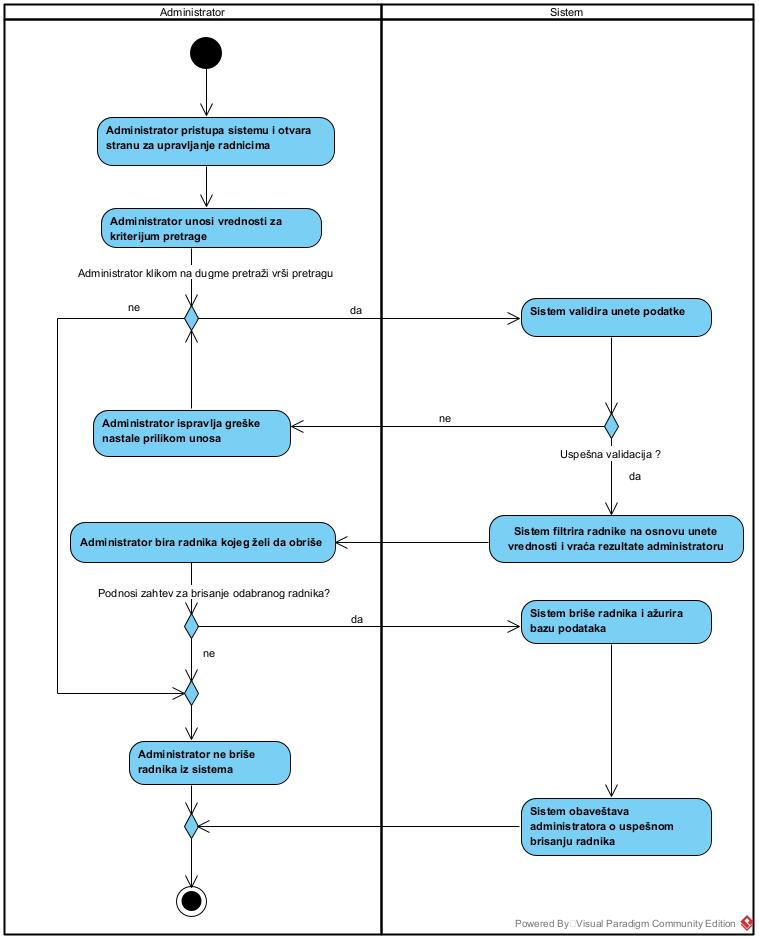 Administrator
Sistem
Administrator pristupa sistemu i otvara
stranu za upravljanje radnicima
Administrator unosi vrednosti za
kriterijum pretrage
Administrator klikom na dugme pretraži vrši pretragu
ne
da
Sistem validira unete podatke
Administrator ispravlja greške
nastale prilikom unosa
ne
Uspešna validacija ?
da
Administrator bira radnika kojeg želi da obriše
Sistem filtrira radnike na osnovu unete
vrednosti i vraća rezultate administratoru
Podnosi zahtev za brisanje odabranog radnika?
da
Sistem briše radnika i ažurira
bazu podataka
ne
Administrator ne briše
radnika iz sistema
Sistem obaveštava
administratora o uspešnom
brisanju radnika
Powered By Visual Paradigm Community Edition